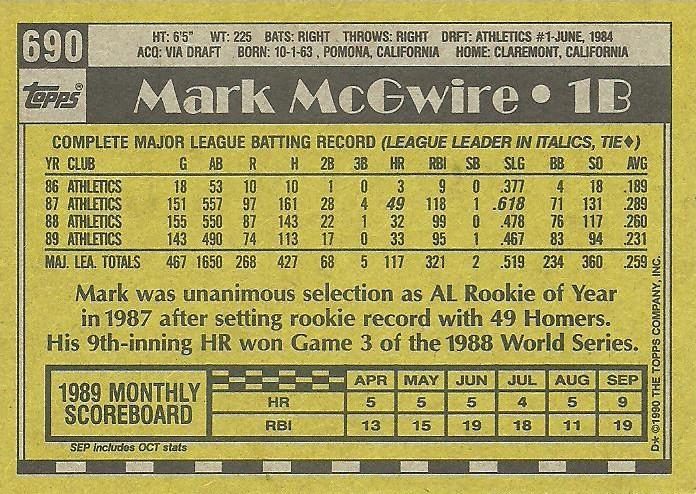 690
HT: 6'5" WT: 225 BATS: RIGHT THROWS: RIGHT DRFT: ATHLETICS #1-JUNE, 1984
ACQ: VIA DRAFT BORN: 10-1-63, POMONA, CALIFORNIA HOME: CLAREMONT, CALIFORNIA
TOPPS®
Mark McGwire • 1B
COMPLETE MAJOR LEAGUE BATTING RECORD (LEAGUE LEADER IN ITALICS, TIE♦)
YR CLUB G AB R H 2B 3B HR RBI SB SLG BB SO AVG
86 ATHLETICS 18 53 10 10 1 0 3 9 0 .377 4 18 .189
87 ATHLETICS 151 557 97 161 28 4 49 118 1 .618 71 131 .289
88 ATHLETICS 155 550 87 143 22 1 32 99 0 .478 76 117 .260
89 ATHLETICS 143 490 74 113 17 0 33 95 1 .467 83 94 .231
MAJ. LEA. TOTALS 467 1650 268 427 68 5 117 321 2 .519 234 360 .259
Mark was unanimous selection as AL Rookie of Year
in 1987 after setting rookie record with 49 Homers.
His 9th-inning HR won Game 3 of the 1988 World Series.
1989 MONTHLY
SCOREBOARD
APR MAY JUN JUL AUG SEP
HR 5 5 5 4 5 9
RBI 13 15 19 18 11 19
SEP includes OCT stats
D* ©1990 THE TOPPS COMPANY, INC.